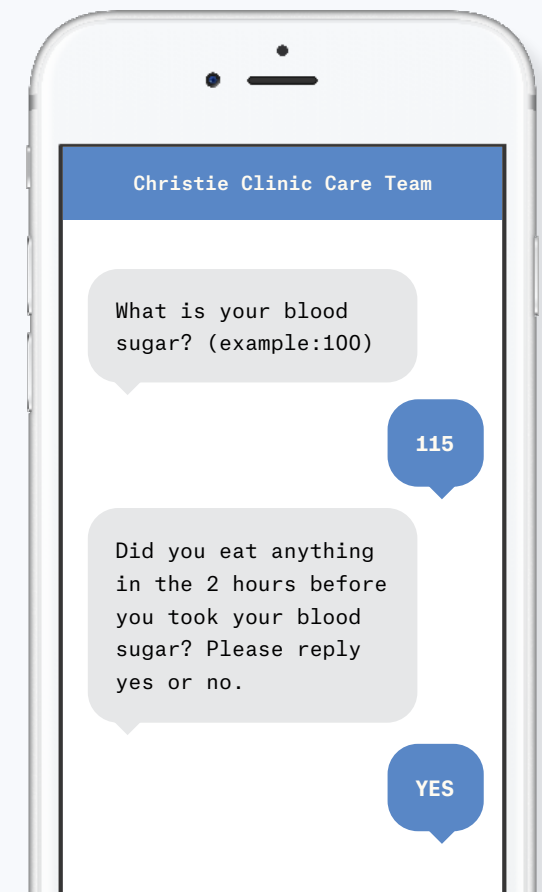 Christie Clinic Care Team
What is your blood
sugar? (example:100)
115
Did you eat anything
in the 2 hours before
you took your blood
sugar? Please reply
yes or no.
YES